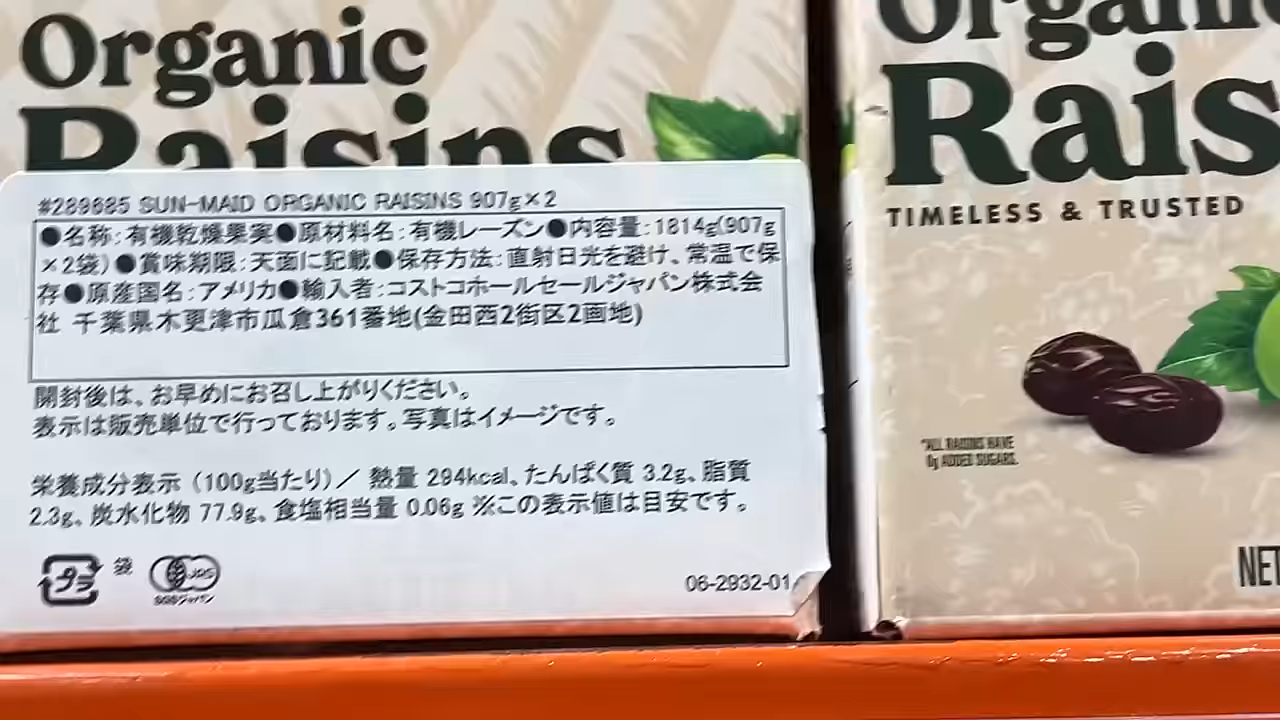 Organic
Raisins
#289685 SUN-MAID ORGANIC RAISINS 907g×2
●名称:有機乾燥果実●原材料名:有機レーズン●内容量:1814g(907g
×2袋)●賞味期限:天面に記載●保存方法:直射日光を避け、常温で保
存●原産国名:アメリカ●輸入者:コストコホールセールジャパン株式会
社 千葉県木更津市瓜倉361番地(金田西2街区2画地)
開封後は、お早めにお召し上がりください。
表示は販売単位で行っております。写真はイメージです。
栄養成分表示 (100g当たり)/ 熱量 294kcal、たんぱく質 3.2g、脂質
2.3g、炭水化物 77.9g、食塩相当量 0.06g ※この表示値は目安です。
プラ 袋 JAS
SGSジャパン
06-2932-01
Organic
Rais
TIMELESS & TRUSTED
*ALL RAISINS HAVE
0g ADDED SUGARS.
NET